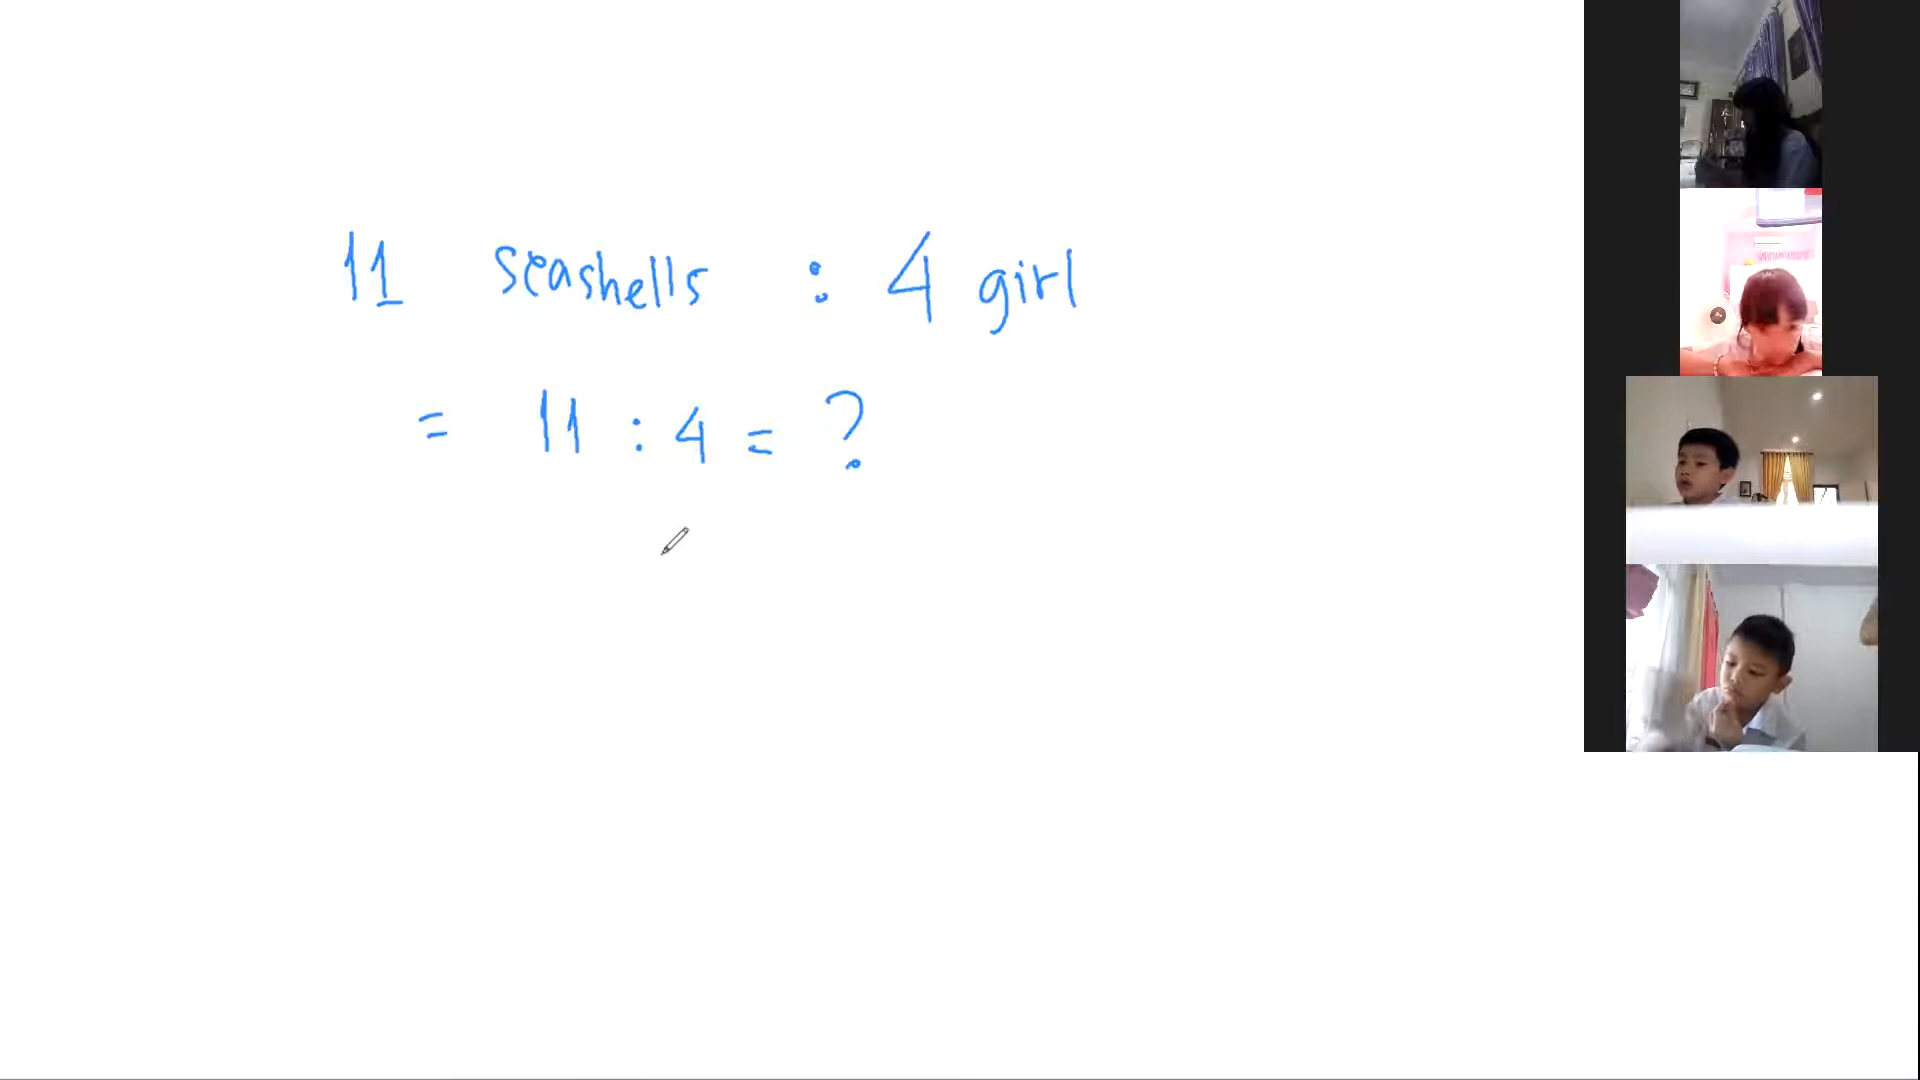 11 seashells : 4 girl
= 11 : 4 = ?